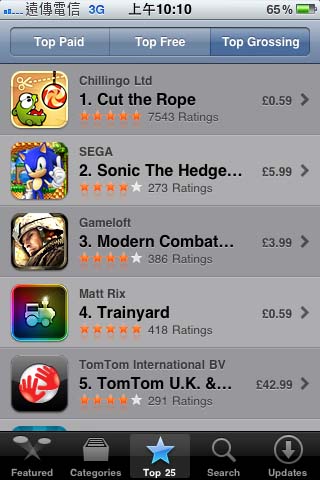 遠傳電信 3G 上午10:10 65%
Top Paid Top Free Top Grossing
Chillingo Ltd
1. Cut the Rope £0.59
7543 Ratings
SEGA
2. Sonic The Hedge... £5.99
273 Ratings
Gameloft
3. Modern Combat... £3.99
386 Ratings
Matt Rix
4. Trainyard £0.59
418 Ratings
TomTom International BV
5. TomTom U.K. &... £42.99
291 Ratings
Featured Categories Top 25 Search Updates